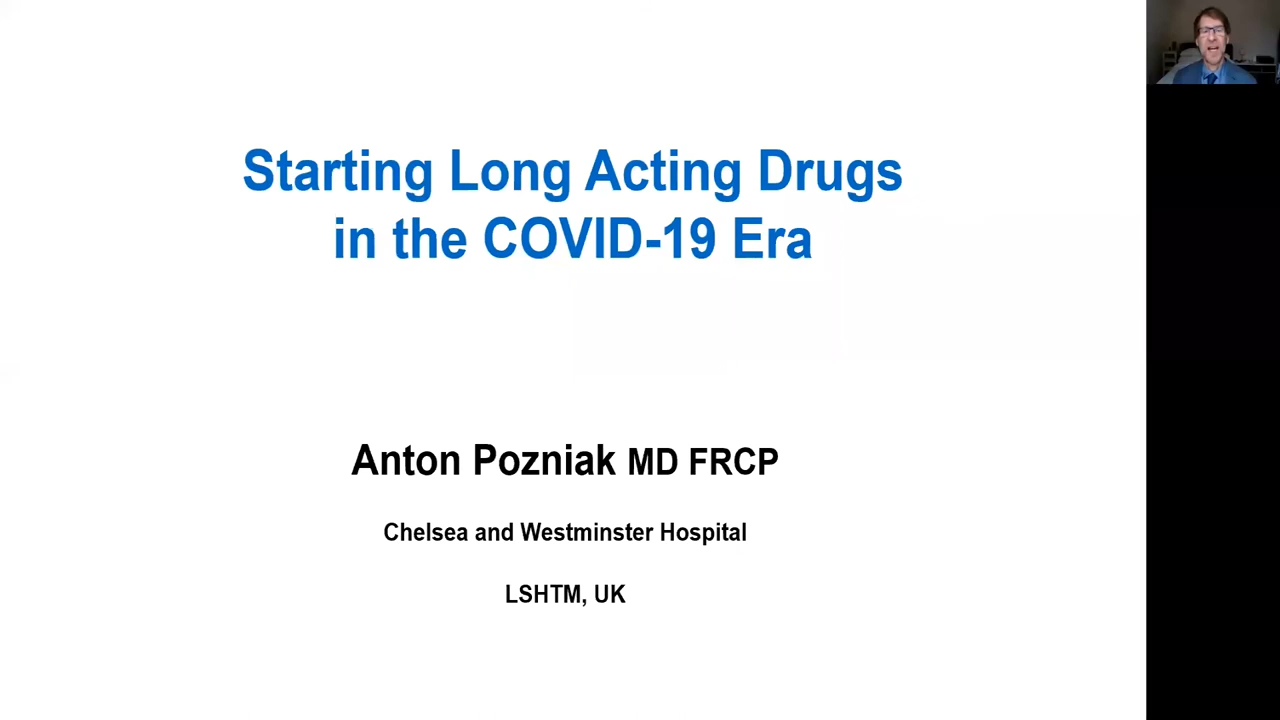 Starting Long Acting Drugs
in the COVID-19 Era
Anton Pozniak MD FRCP
Chelsea and Westminster Hospital
LSHTM, UK